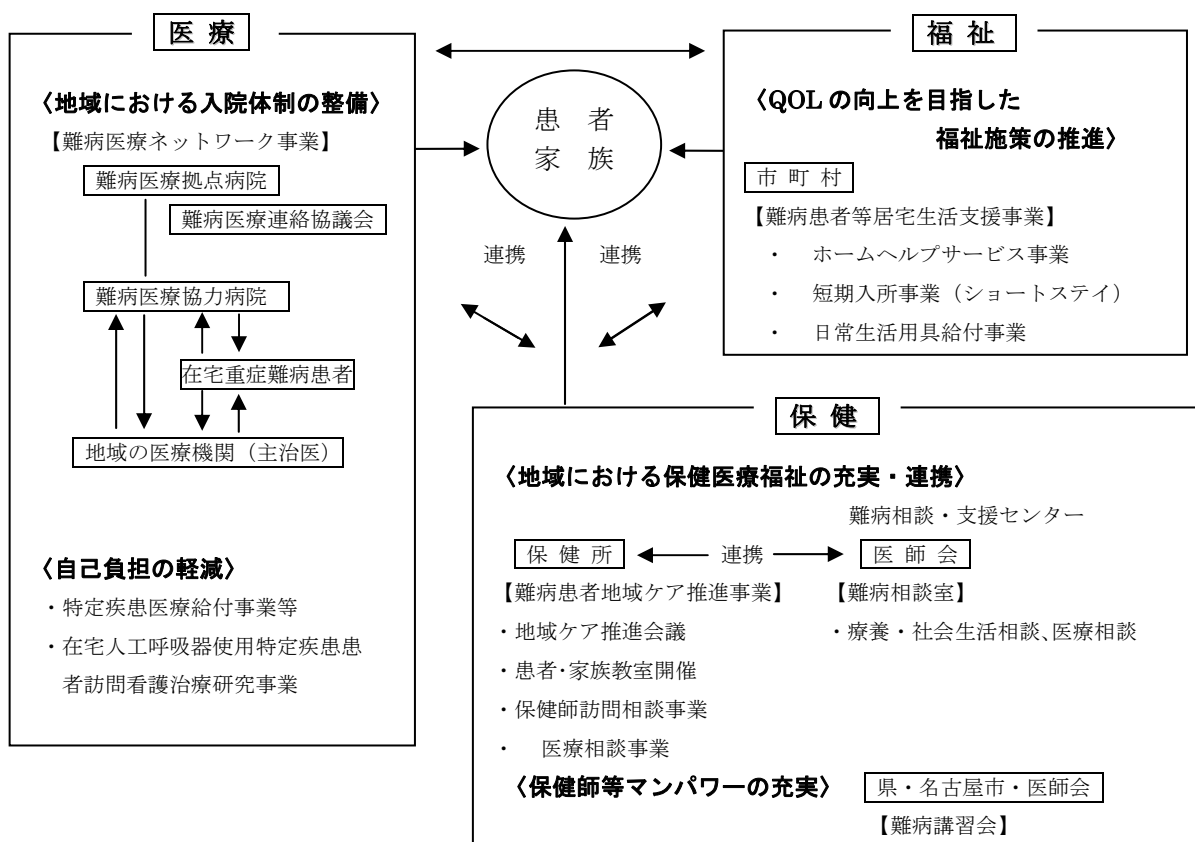 医 療
〈地域における入院体制の整備〉
【難病医療ネットワーク事業】
難病医療拠点病院
難病医療連絡協議会
難病医療協力病院
在宅重症難病患者
地域の医療機関（主治医）
〈自己負担の軽減〉
・特定疾患医療給付事業等
・在宅人工呼吸器使用特定疾患患
者訪問看護治療研究事業
患 者
家 族
連携
連携
福 祉
〈QOL の向上を目指した
福祉施策の推進〉
市 町 村
【難病患者等居宅生活支援事業】
・ ホームヘルプサービス事業
・ 短期入所事業（ショートステイ）
・ 日常生活用具給付事業
保 健
〈地域における保健医療福祉の充実・連携〉
難病相談・支援センター
保 健 所
連携
医 師 会
【難病患者地域ケア推進事業】
・地域ケア推進会議
・患者･家族教室開催
・保健師訪問相談事業
・ 医療相談事業
【難病相談室】
・療養・社会生活相談､医療相談
〈保健師等マンパワーの充実〉
県・名古屋市・医師会
【難病講習会】